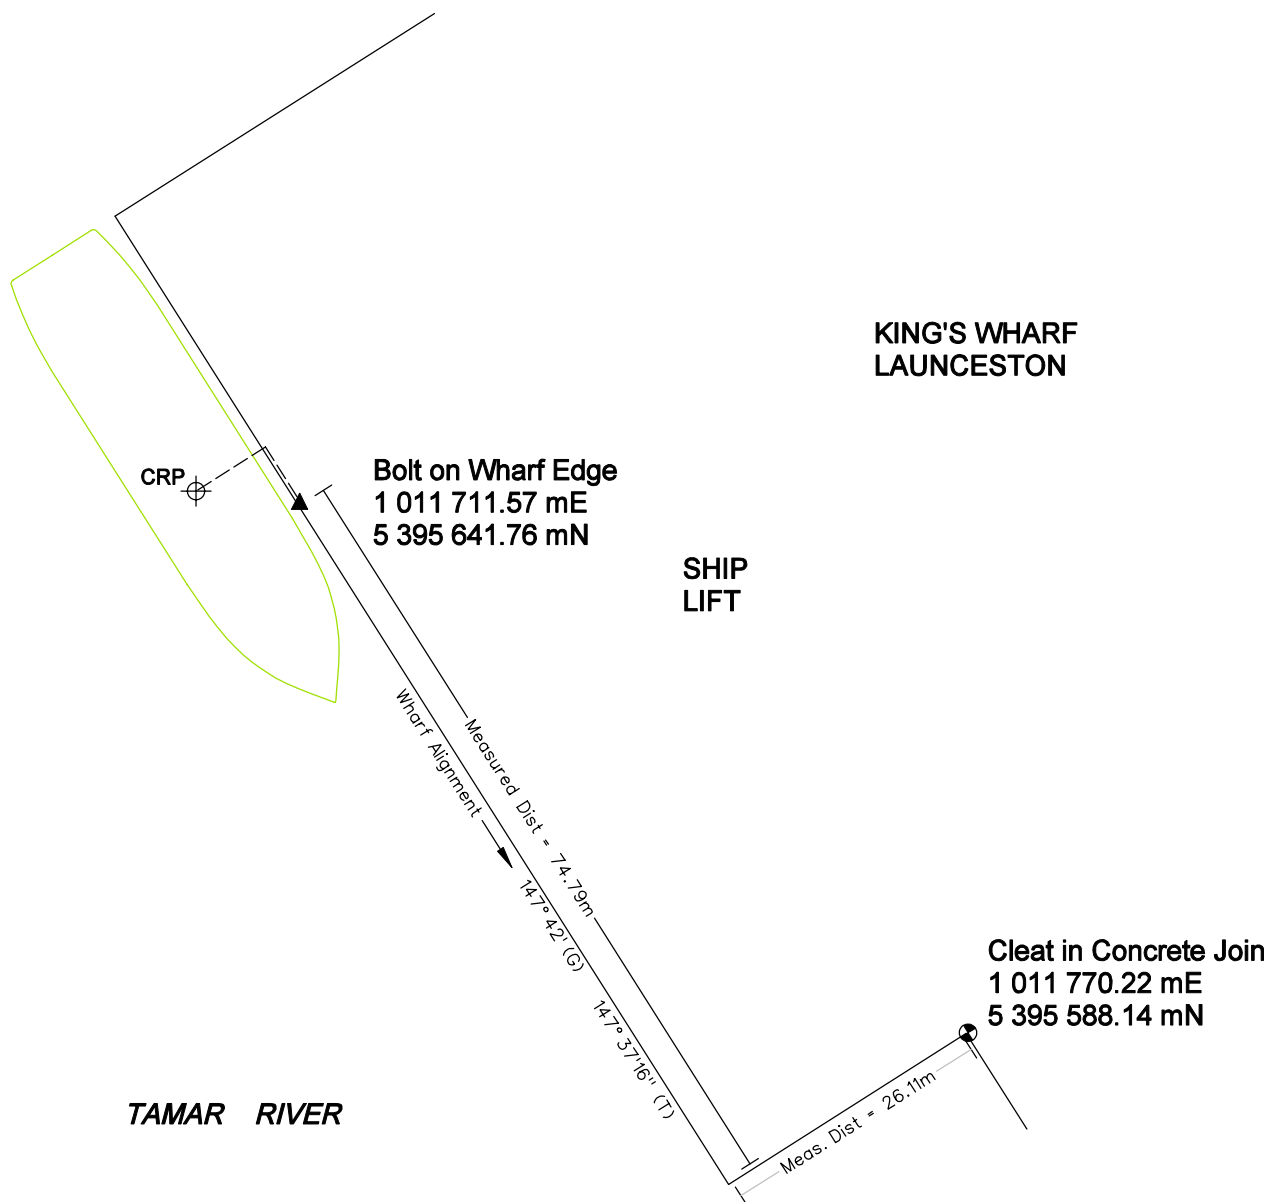 KING'S WHARF
LAUNCESTON
CRP
Bolt on Wharf Edge
1 011 711.57 mE
5 395 641.76 mN
SHIP
LIFT
Wharf Alignment
Measured Dist = 74.79m
147°42' (G)
147°37'16" (T)
Cleat in Concrete Join
1 011 770.22 mE
5 395 588.14 mN
Meas. Dist = 26.11m
TAMAR RIVER